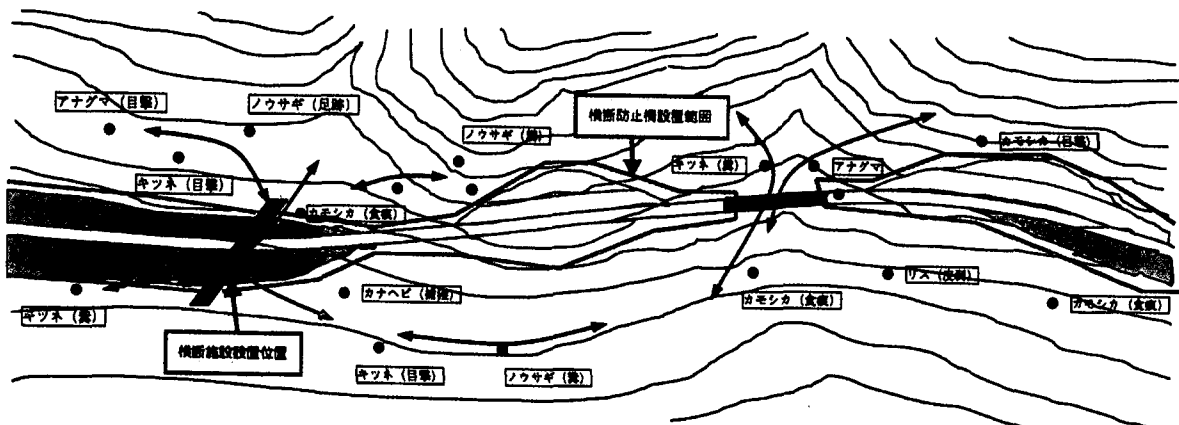 アナグマ（目撃）
ノウサギ（足跡）
ノウサギ（糞）
横断防止柵設置範囲
キツネ（糞）
アナグマ
カモシカ（目撃）
キツネ（目撃）
カモシカ（食痕）
キツネ（糞）
カナヘビ（捕獲）
カモシカ（食痕）
リス（食痕）
カモシカ（食痕）
横断施設設置位置
キツネ（目撃）
ノウサギ（糞）